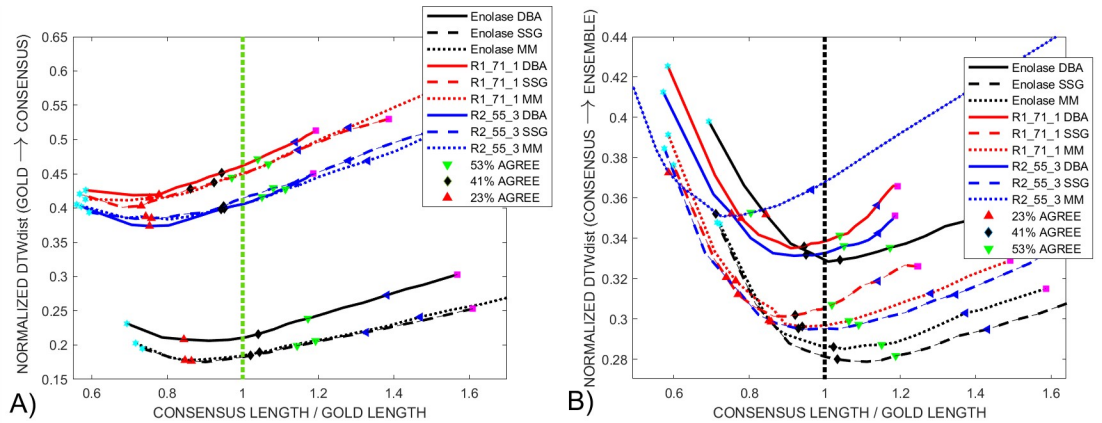 A)
NORMALIZED DTWdist (GOLD → CONSENSUS)
0.65
0.6
0.55
0.5
0.45
0.4
0.35
0.3
0.25
0.2
0.15
0.6 0.8 1 1.2 1.4 1.6
CONSENSUS LENGTH / GOLD LENGTH
Enolase DBA
Enolase SSG
Enolase MM
R1_71_1 DBA
R1_71_1 SSG
R1_71_1 MM
R2_55_3 DBA
R2_55_3 SSG
R2_55_3 MM
53% AGREE
41% AGREE
23% AGREE
B)
NORMALIZED DTWdist (CONSENSUS → ENSEMBLE)
0.44
0.42
0.4
0.38
0.36
0.34
0.32
0.3
0.28
0.6 0.8 1 1.2 1.4 1.6
CONSENSUS LENGTH / GOLD LENGTH
Enolase DBA
Enolase SSG
Enolase MM
R1_71_1 DBA
R1_71_1 SSG
R1_71_1 MM
R2_55_3 DBA
R2_55_3 SSG
R2_55_3 MM
23% AGREE
41% AGREE
53% AGREE